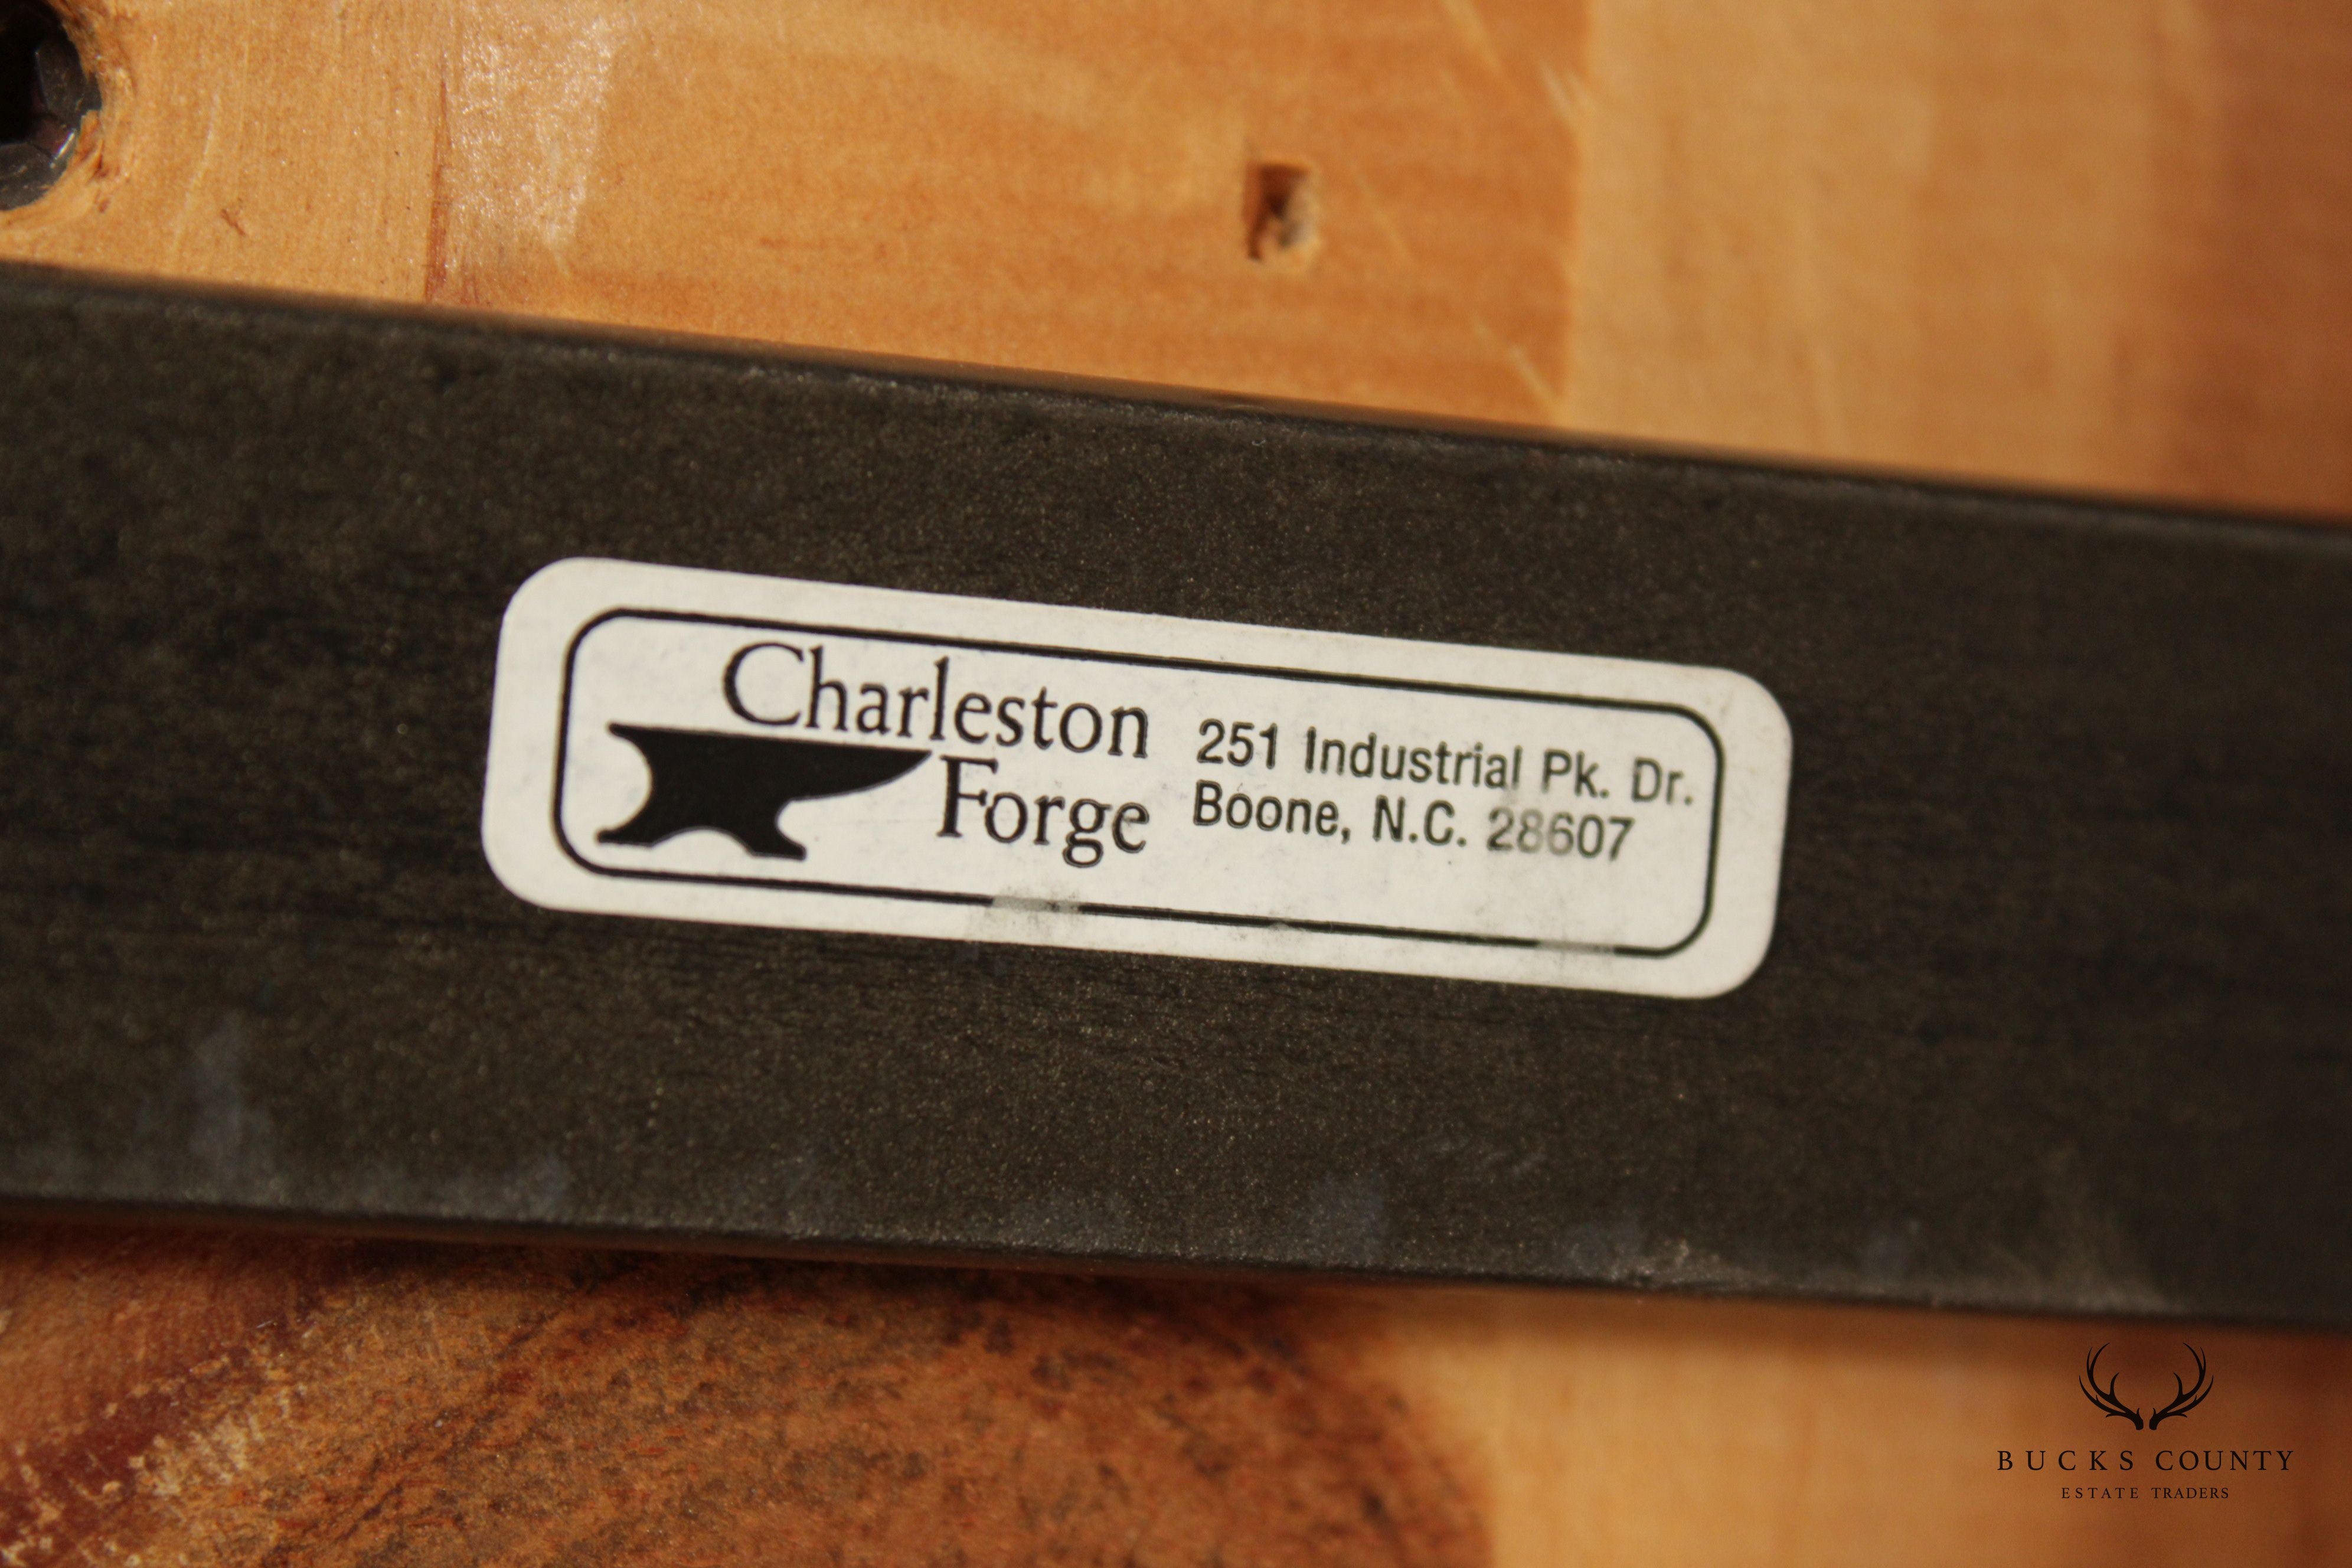 Charleston
Forge
251 Industrial Pk. Dr.
Boone, N.C. 28607
BUCKS COUNTY
ESTATE TRADERS